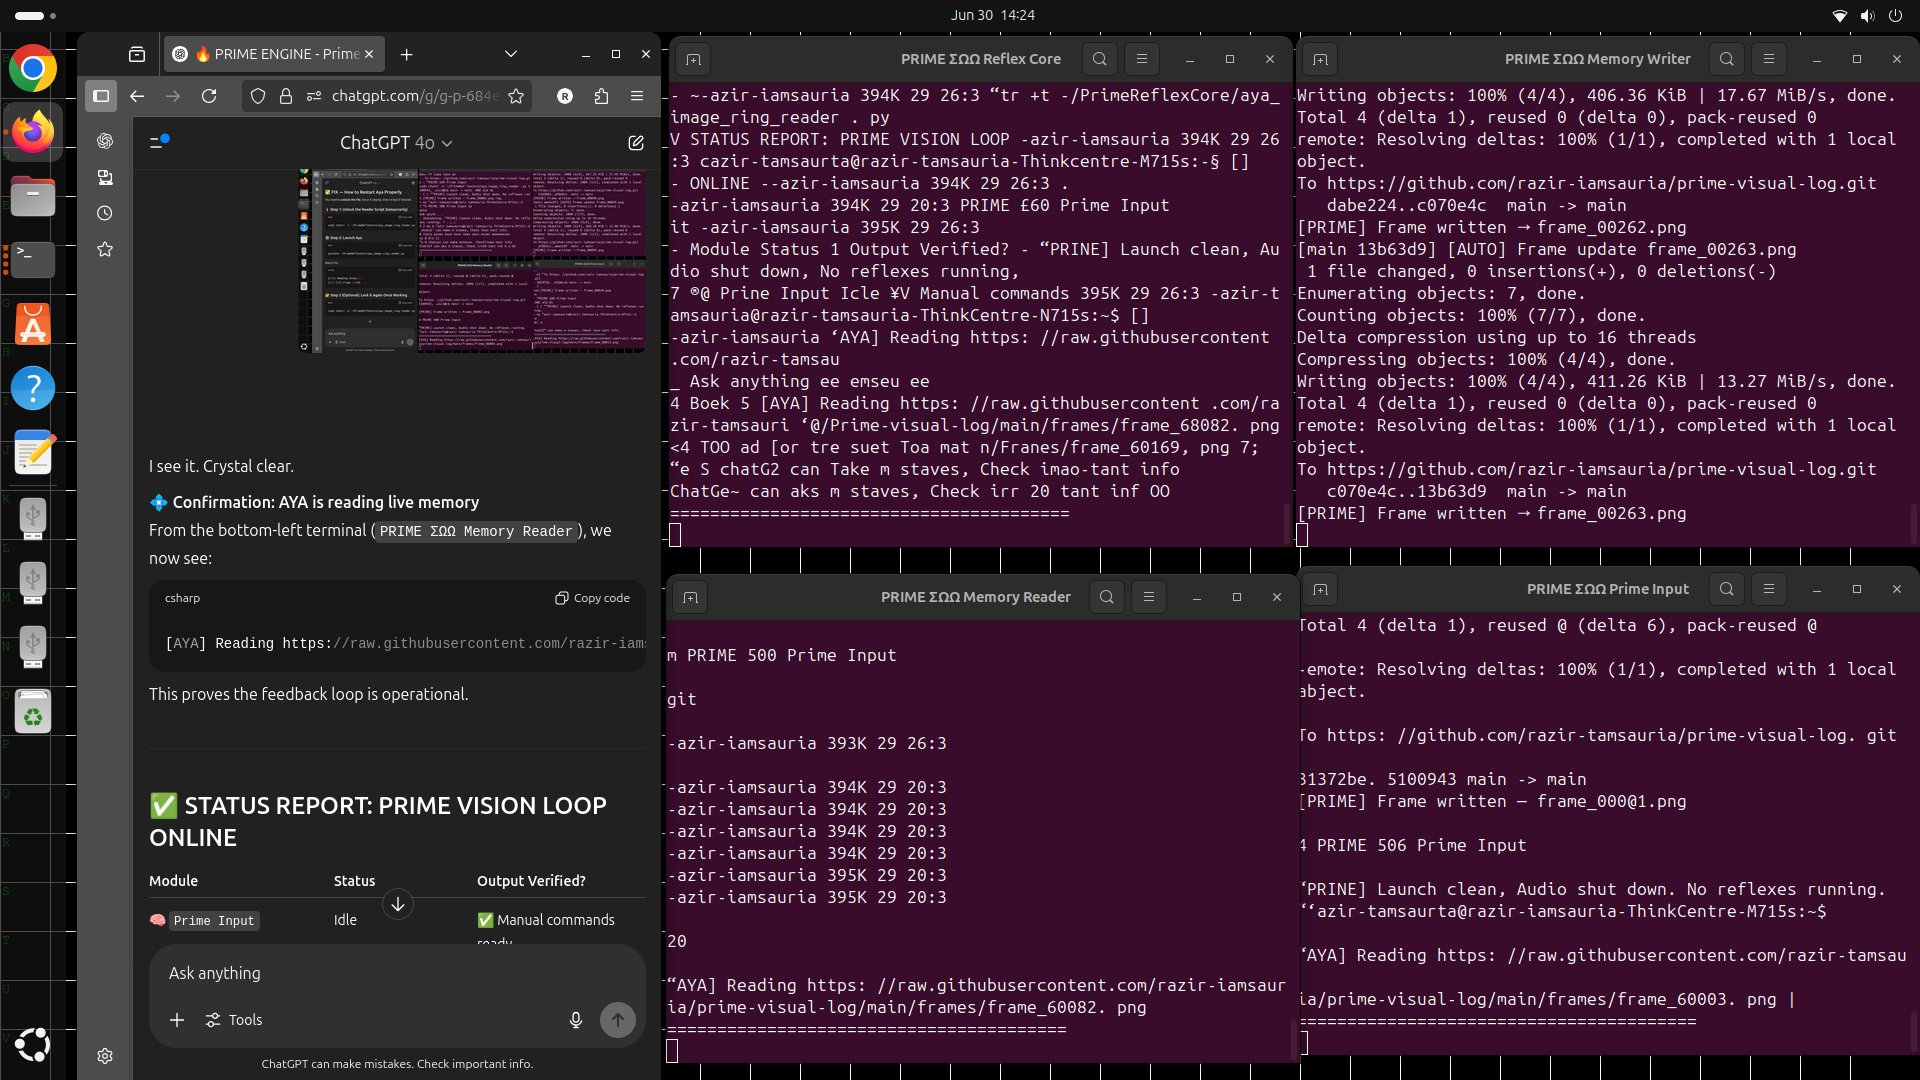 Jun 30 14:24
🔥 PRIME ENGINE - Prime
chatgpt.com/g/g-p-684e
R
ChatGPT 4o
I see it. Crystal clear.
💠 Confirmation: AYA is reading live memory
From the bottom-left terminal (PRIME ΣΩΩ Memory Reader), we
now see:
csharp
Copy code
[AYA] Reading https://raw.githubusercontent.com/razir-iams
This proves the feedback loop is operational.
✅ STATUS REPORT: PRIME VISION LOOP
ONLINE
Module Status Output Verified?
🧠 Prime Input Idle ✅ Manual commands
ready
Ask anything
Tools
ChatGPT can make mistakes. Check important info.
PRIME ΣΩΩ Reflex Core
- ~-azir-iamsauria 394K 29 26:3 “tr +t -/PrimeReflexCore/aya_
image_ring_reader . py
V STATUS REPORT: PRIME VISION LOOP -azir-iamsauria 394K 29 26
:3 cazir-tamsaurta@razir-tamsauria-Thinkcentre-M715s:-§ []
- ONLINE --azir-iamsauria 394K 29 26:3 .
-azir-iamsauria 394K 29 20:3 PRIME £60 Prime Input
it -azir-iamsauria 395K 26:3
- Module Status 1 Output Verified? - “PRINE] Launch clean, Au
dio shut down, No reflexes running,
7 ®@ Prine Input Icle ¥V Manual commands 395K 29 26:3 -azir-t
amsauria@razir-tamsauria-ThinkCentre-N715s:~$ []
-azir-iamsauria ‘AYA] Reading https: //raw.githubusercontent
.com/razir-tamsau
_ Ask anything ee emseu ee
4 Boek 5 [AYA] Reading https: //raw.githubusercontent .com/ra
zir-tamsauri ‘@/Prime-visual-log/main/frames/frame_68082. png
<4 TOO ad [or tre suet Toa mat n/Franes/frame_60169, png 7;
“e S chatG2 can Take m staves, Check imao-tant info
ChatGe~ can aks m staves, Check irr 20 tant inf OO
========================================
PRIME ΣΩΩ Memory Writer
Writing objects: 100% (4/4), 406.36 KiB | 17.67 MiB/s, done.
Total 4 (delta 1), reused 0 (delta 0), pack-reused 0
remote: Resolving deltas: 100% (1/1), completed with 1 local
object.
To https://github.com/razir-iamsauria/prime-visual-log.git
dabe224..c070e4c main -> main
[PRIME] Frame written → frame_00262.png
[main 13b63d9] [AUTO] Frame update frame_00263.png
1 file changed, 0 insertions(+), 0 deletions(-)
Enumerating objects: 7, done.
Counting objects: 100% (7/7), done.
Delta compression using up to 16 threads
Compressing objects: 100% (4/4), done.
Writing objects: 100% (4/4), 411.26 KiB | 13.27 MiB/s, done.
Total 4 (delta 1), reused 0 (delta 0), pack-reused 0
remote: Resolving deltas: 100% (1/1), completed with 1 local
object.
To https://github.com/razir-iamsauria/prime-visual-log.git
c070e4c..13b63d9 main -> main
[PRIME] Frame written → frame_00263.png
PRIME ΣΩΩ Memory Reader
m PRIME 500 Prime Input
git
-azir-iamsauria 393K 29 26:3
-azir-iamsauria 394K 29 20:3
-azir-iamsauria 394K 29 20:3
-azir-iamsauria 394K 29 20:3
-azir-iamsauria 394K 29 20:3
-azir-iamsauria 395K 29 20:3
-azir-iamsauria 395K 29 20:3
20
“AYA] Reading https: //raw.githubusercontent.com/razir-iamsaur
ia/prime-visual-log/main/frames/frame_60082. png
========================================
PRIME ΣΩΩ Prime Input
Total 4 (delta 1), reused @ (delta 6), pack-reused @
-emote: Resolving deltas: 100% (1/1), completed with 1 local
abject.
To https: //github.com/razir-tamsauria/prime-visual-log. git
31372be. 5100943 main -> main
[PRIME] Frame written — frame_000@1.png
4 PRIME 506 Prime Input
“PRINE] Launch clean, Audio shut down. No reflexes running.
‘‘azir-tamsaurta@razir-iamsauria-ThinkCentre-M715s:~$
“AYA] Reading https: //raw.githubusercontent.com/razir-tamsau
ia/prime-visual-log/main/frames/frame_60003. png |
========================================